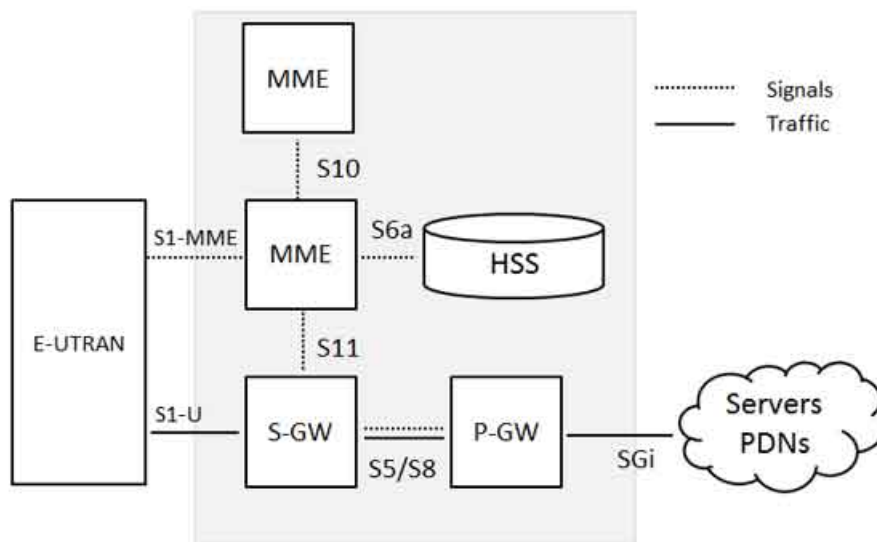 MME
Signals
Traffic
S10
S1-MME
MME
S6a
HSS
E-UTRAN
S11
S1-U
S-GW
S5/S8
P-GW
SGi
Servers
PDNs